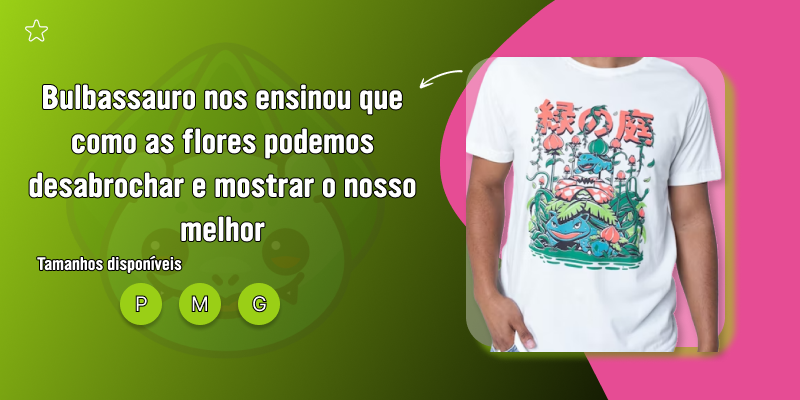 Bulbassauro nos ensinou que
como as flores podemos
desabrochar e mostrar o nosso
melhor
Tamanhos disponíveis
P M G
緑の庭